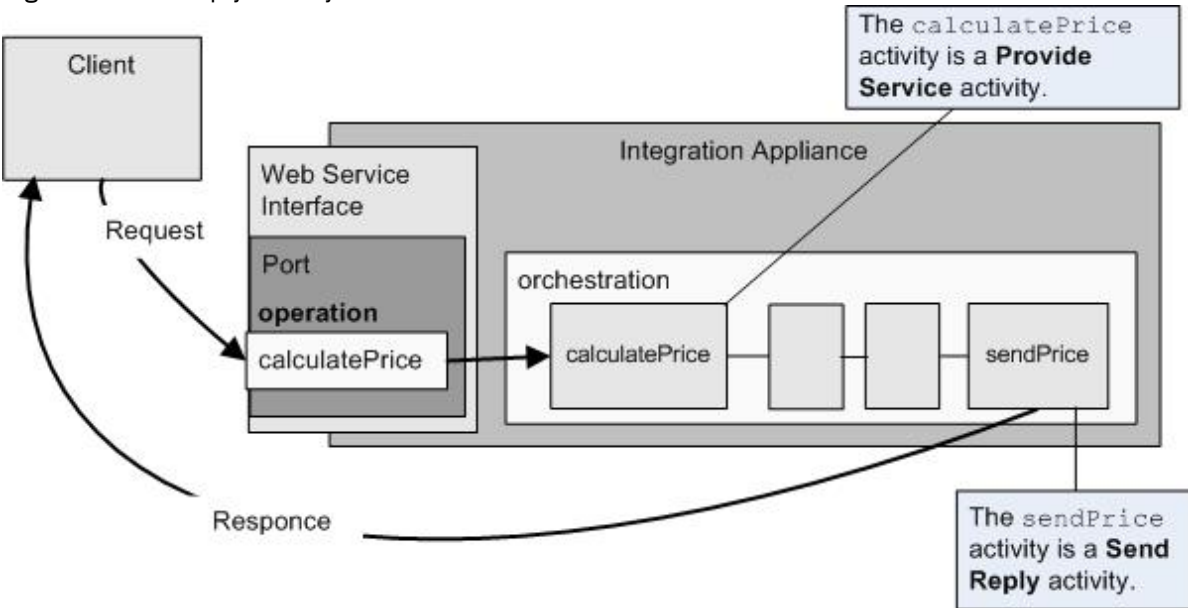 The calculatePrice
activity is a Provide
Service activity.
Client
Integration Appliance
Web Service
Interface
Request
Port
orchestration
operation
calculatePrice
calculatePrice
sendPrice
Responce
The sendPrice
activity is a Send
Reply activity.